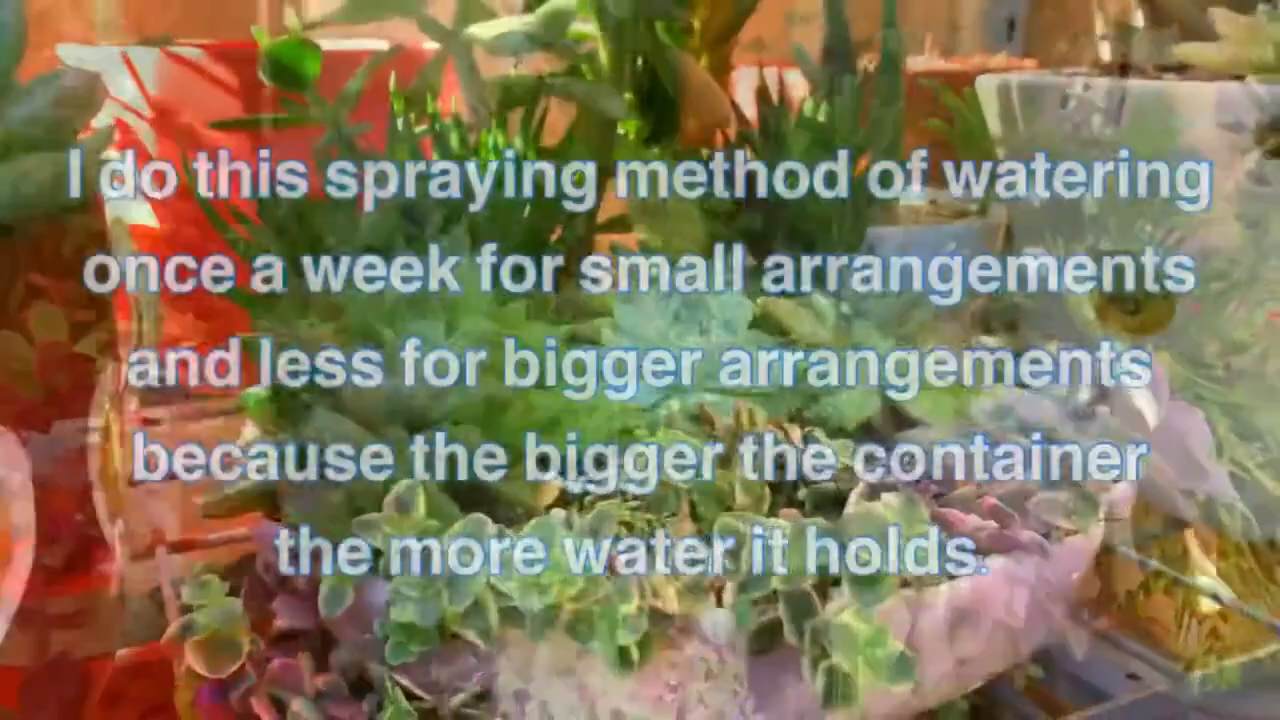 I do this spraying method of watering
once a week for small arrangements
and less for bigger arrangements
because the bigger the container
the more water it holds.